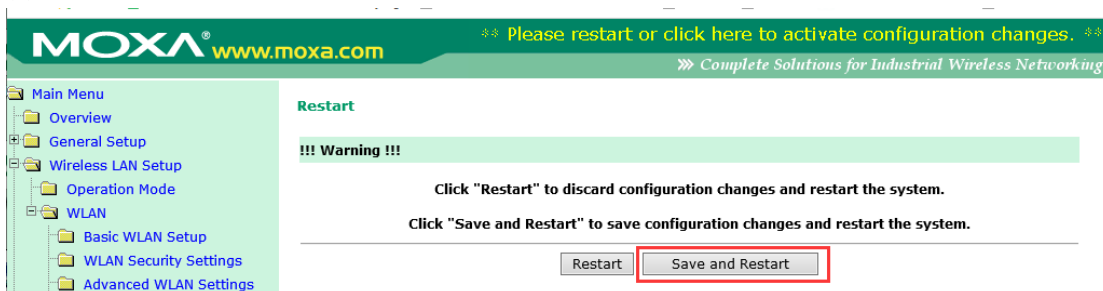 MOXA® www.moxa.com
** Please restart or click here to activate configuration changes. **
Complete Solutions for Industrial Wireless Networking
Main Menu
Overview
General Setup
Wireless LAN Setup
Operation Mode
WLAN
Basic WLAN Setup
WLAN Security Settings
Advanced WLAN Settings
Restart
!!! Warning !!!
Click "Restart" to discard configuration changes and restart the system.
Click "Save and Restart" to save configuration changes and restart the system.
Restart Save and Restart